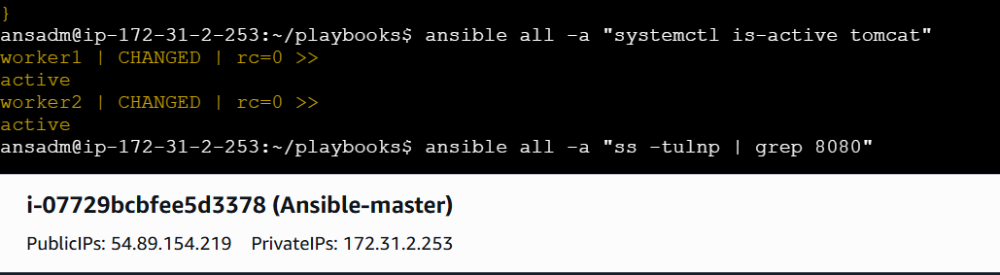 }
ansadm@ip-172-31-2-253:~/playbooks$ ansible all -a "systemctl is-active tomcat"
worker1 | CHANGED | rc=0 >>
active
worker2 | CHANGED | rc=0 >>
active
ansadm@ip-172-31-2-253:~/playbooks$ ansible all -a "ss -tulnp | grep 8080"
i-07729bcbfee5d3378 (Ansible-master)
PublicIPs: 54.89.154.219 PrivateIPs: 172.31.2.253